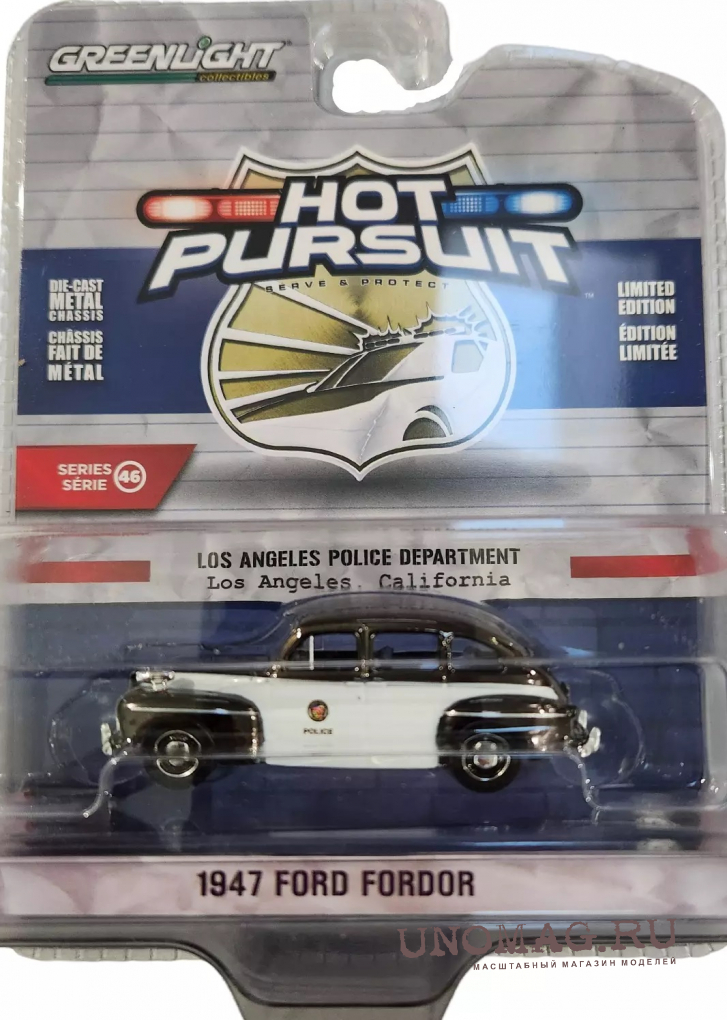 GREENLIGHT
collectibles
HOT
PURSUIT
SERVE & PROTECT
™
DIE-CAST
METAL
CHASSIS
CHÂSSIS
FAIT DE
MÉTAL
LIMITED
EDITION
ÉDITION
LIMITÉE
SERIES
SÉRIE 46
LOS ANGELES POLICE DEPARTMENT
Los Angeles, California
POLICE
1947 FORD FORDOR
UNOMAG.RU
МАСШТАБНЫЙ МАГАЗИН МОДЕЛЕЙ